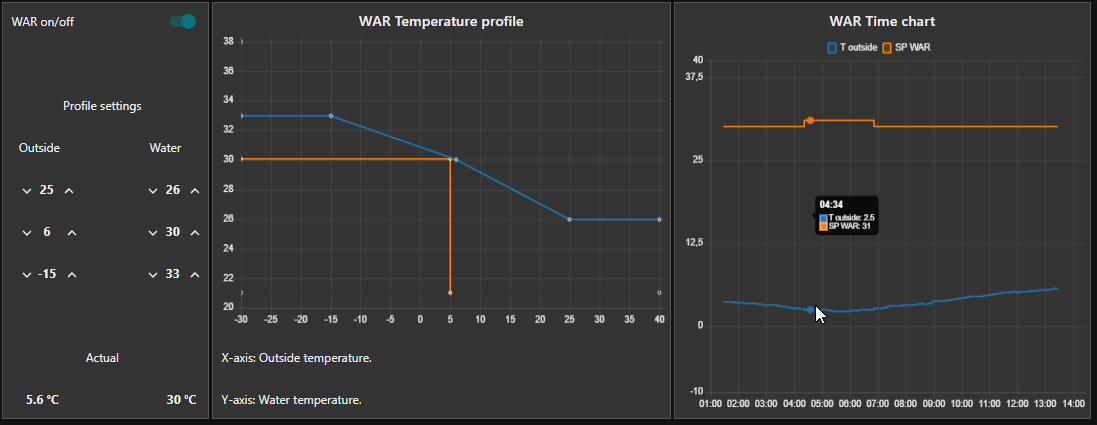 WAR on/off
Profile settings
Outside Water
25 26
6 30
-15 33
Actual
5.6 °C 30 °C
WAR Temperature profile
38
36
34
32
30
28
26
24
22
21
20
-30 -25 -20 -15 -10 -5 0 5 10 15 20 25 30 35 40
X-axis: Outside temperature.
Y-axis: Water temperature.
WAR Time chart
T outside SP WAR
40
37,5
25
12,5
0
-10
04:34
T outside: 2.5
SP WAR: 31
01:00 02:00 03:00 04:00 05:00 06:00 07:00 08:00 09:00 10:00 11:00 12:00 13:00 14:00